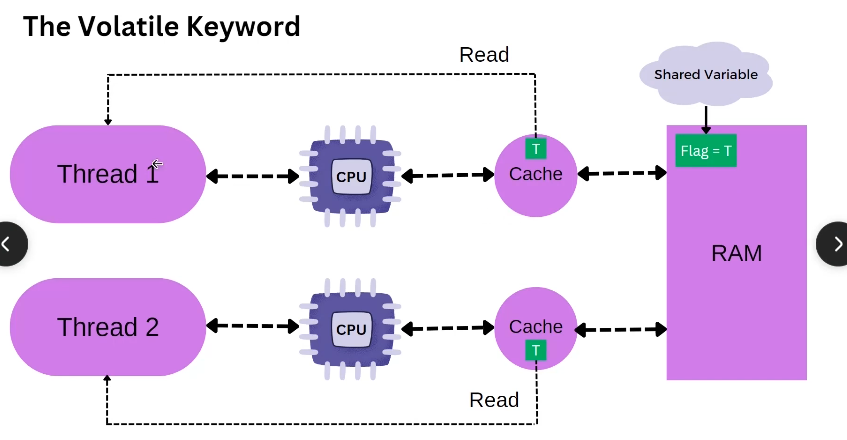 The Volatile Keyword
Read
Shared Variable
Thread 1
CPU
T
Cache
Flag = T
RAM
Thread 2
CPU
Cache
T
Read